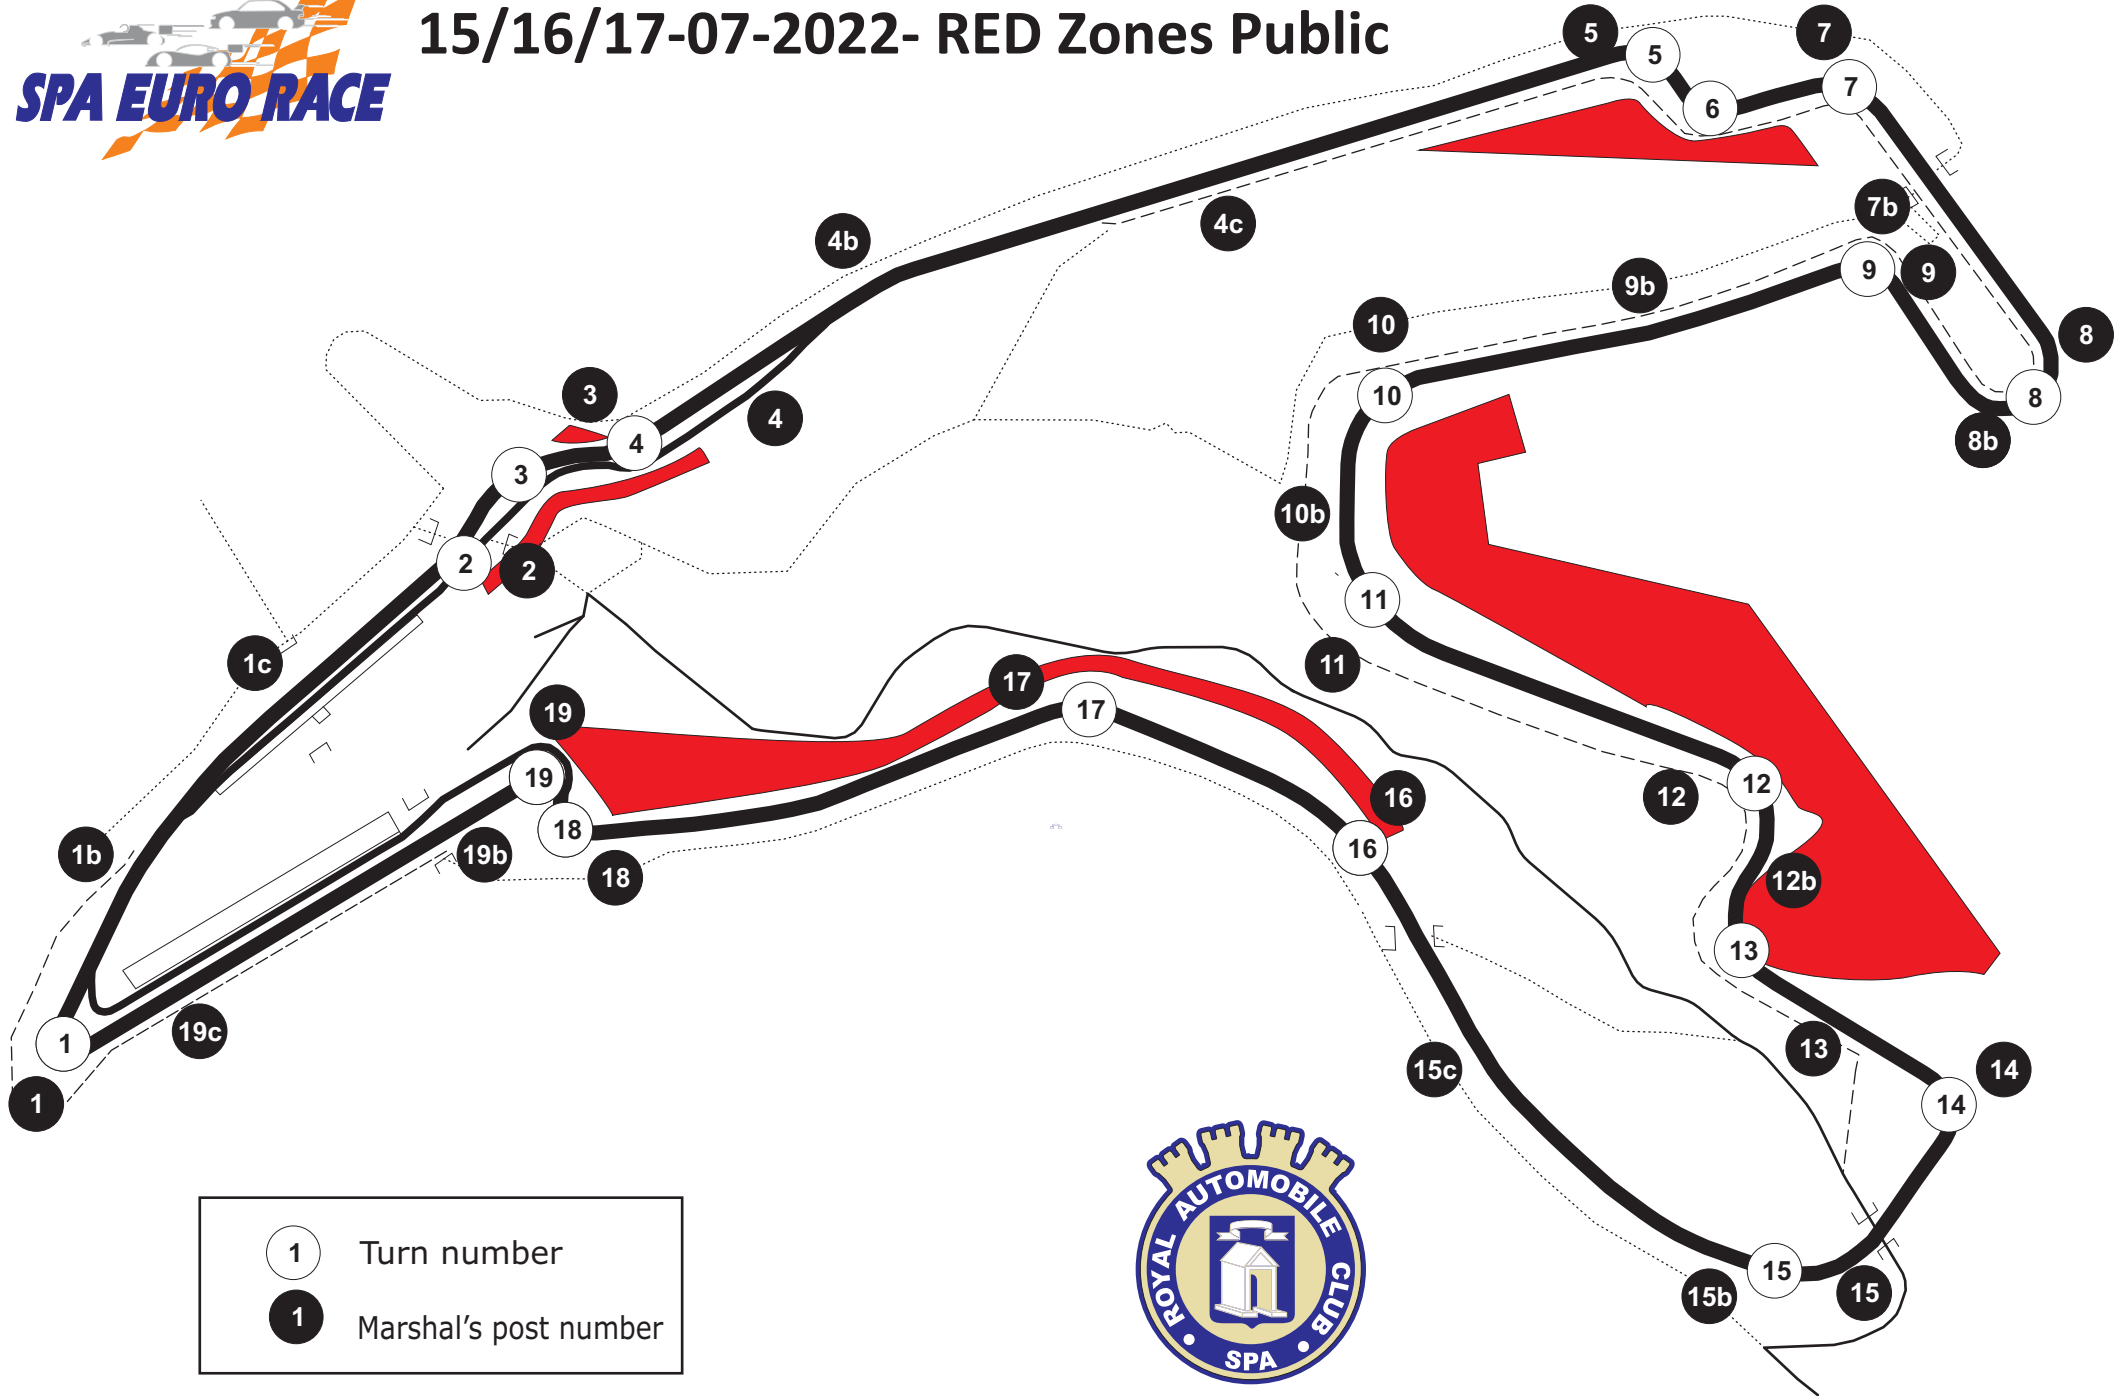 15/16/17-07-2022- RED Zones Public
SPA EURO RACE
5
7
5
7
6
4b
4c
7b
9
9
9b
10
8
3
10
8
4
4
8b
3
10b
2
2
11
1c
11
17
19
17
19
12
16
12
18
16
1b
19b
18
12b
13
19c
1
13
15c
14
1
14
15
15
15b
1 Turn number
1 Marshal's post number
ROYAL AUTOMOBILE CLUB
SPA